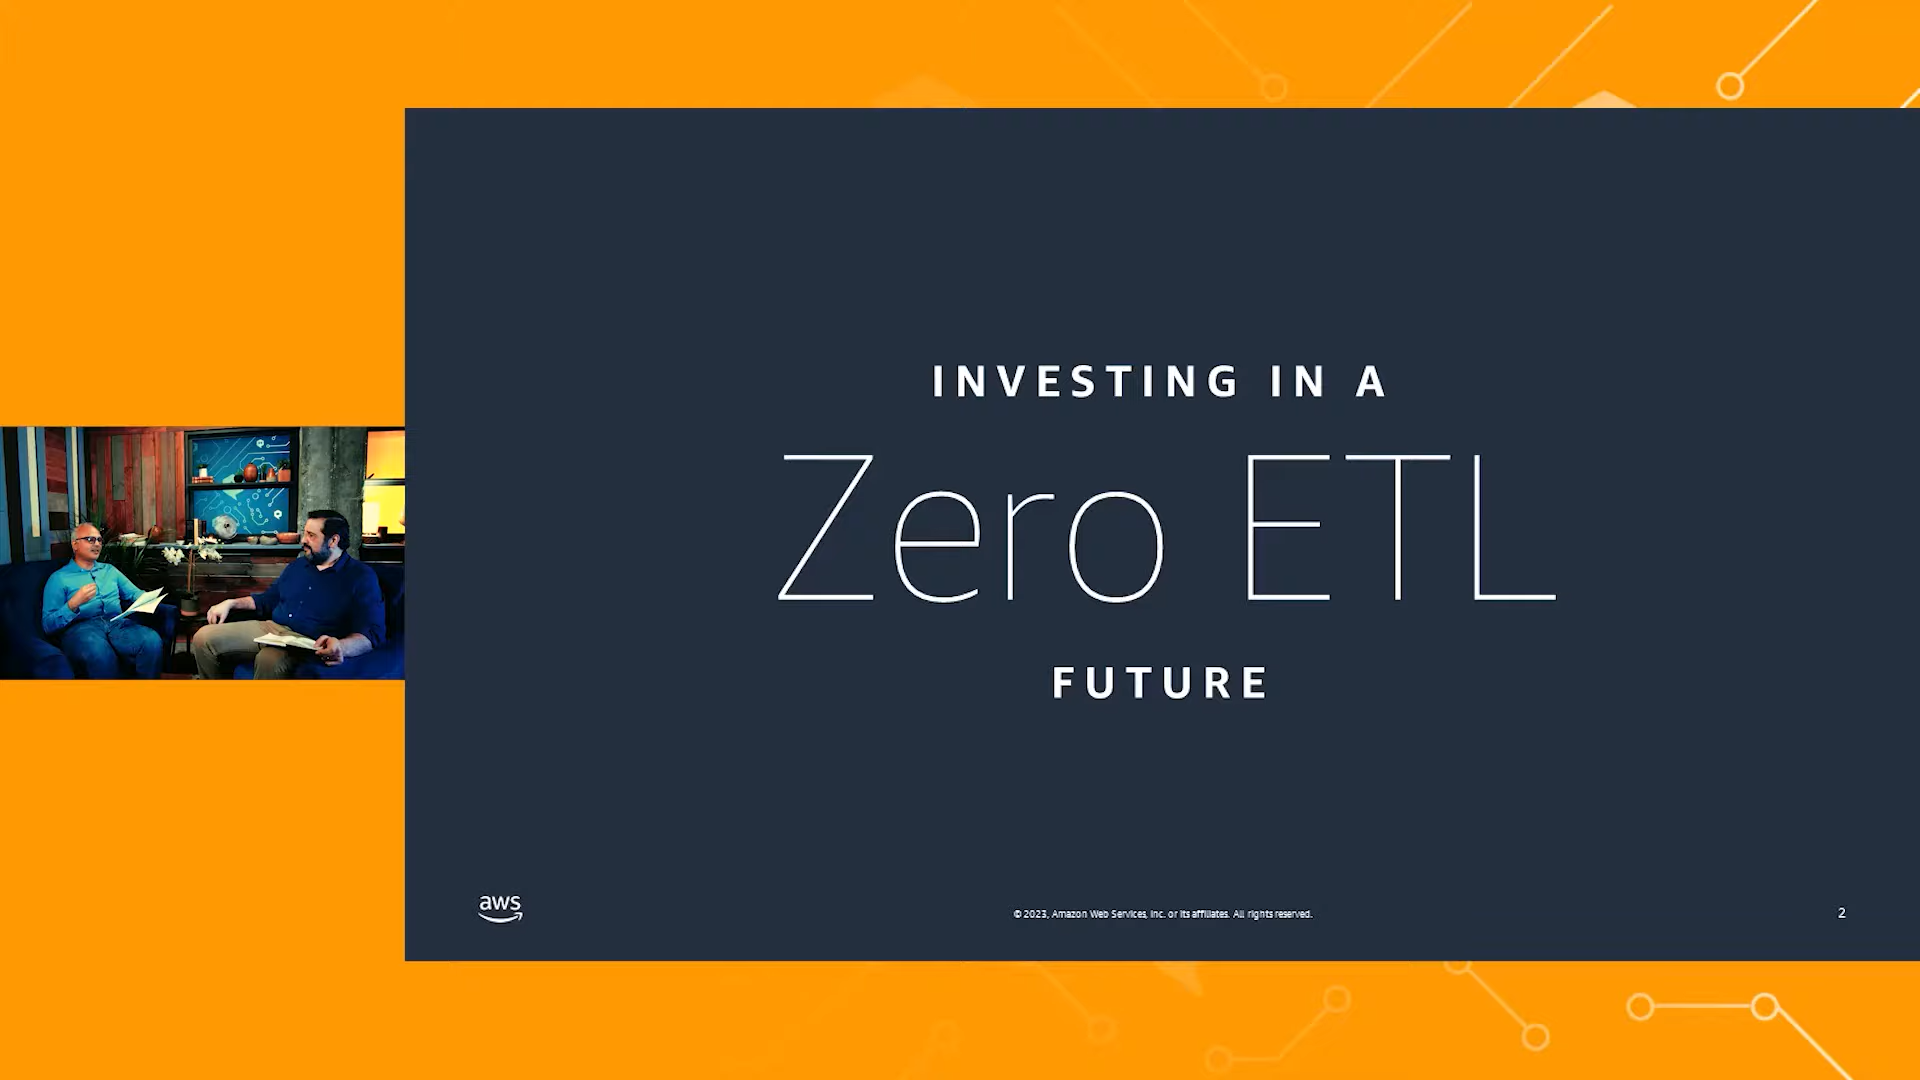 INVESTING IN A
Zero ETL
FUTURE
aws
© 2023, Amazon Web Services, Inc. or its affiliates. All rights reserved.
2